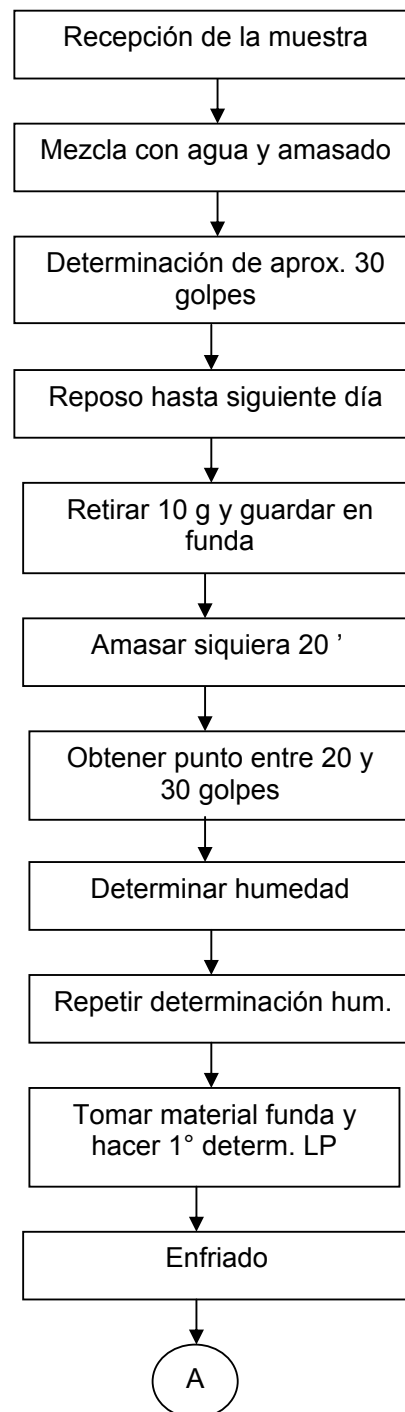 Recepción de la muestra
Mezcla con agua y amasado
Determinación de aprox. 30
golpes
Reposo hasta siguiente día
Retirar 10 g y guardar en
funda
Amasar siquiera 20 ’
Obtener punto entre 20 y
30 golpes
Determinar humedad
Repetir determinación hum.
Tomar material funda y
hacer 1° determ. LP
Enfriado
A